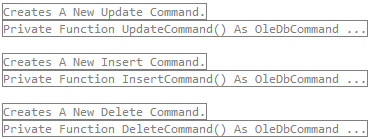 Creates A New Update Command.
Private Function UpdateCommand() As OleDbCommand ...
Creates A New Insert Command.
Private Function InsertCommand() As OleDbCommand ...
Creates A New Delete Command.
Private Function DeleteCommand() As OleDbCommand ...